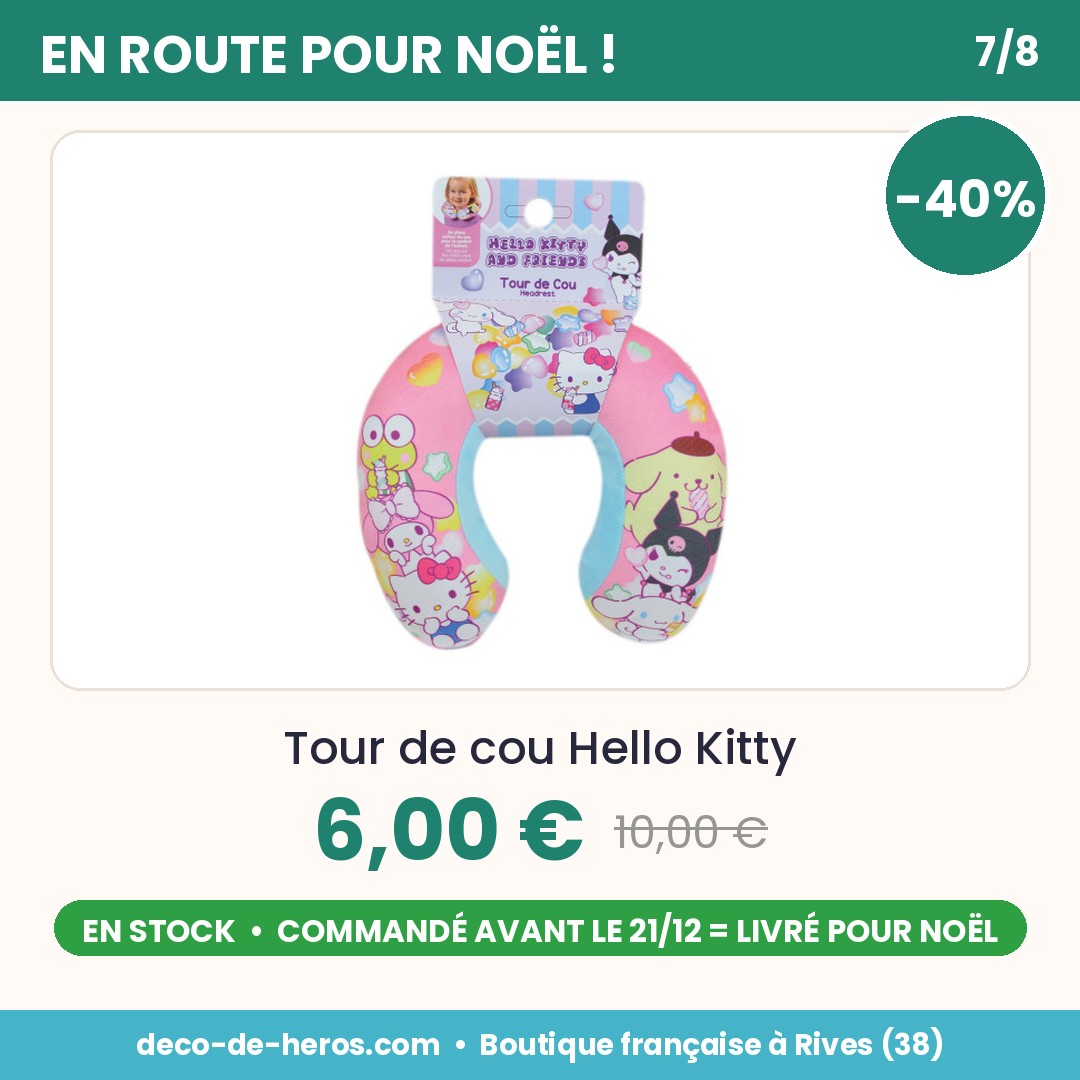 EN ROUTE POUR NOËL !
7/8
-40%
HELLO KITTY
AND FRIENDS
Tour de Cou
Headrest
Tour de cou Hello Kitty
6,00 € 10,00 €
EN STOCK • COMMANDÉ AVANT LE 21/12 = LIVRÉ POUR NOËL
deco-de-heros.com • Boutique française à Rives (38)